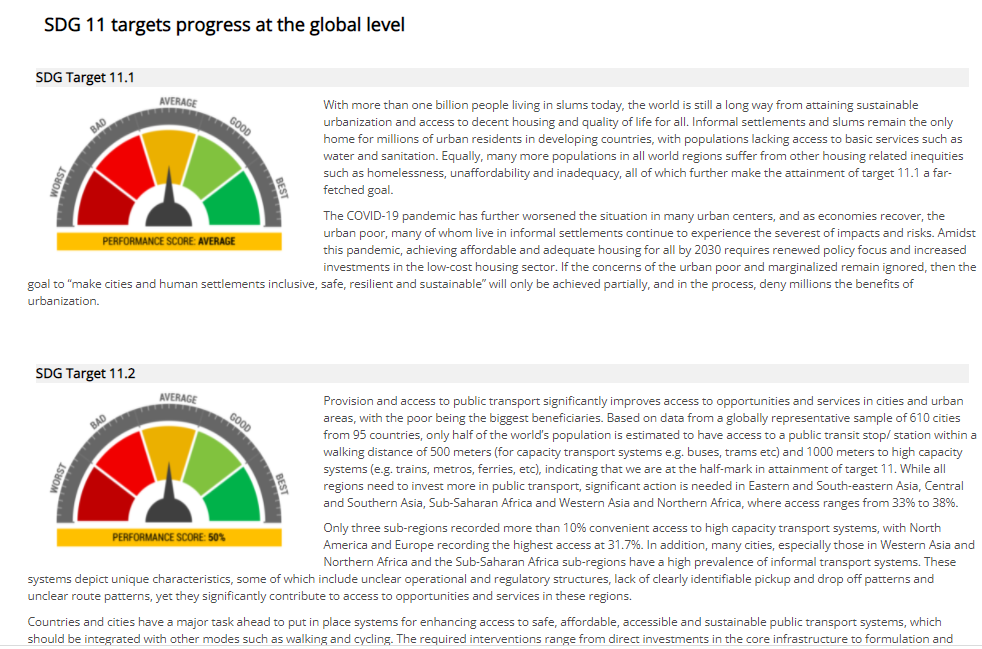 SDG 11 targets progress at the global level
SDG Target 11.1
WORST
BAD
AVERAGE
GOOD
BEST
PERFORMANCE SCORE: AVERAGE
With more than one billion people living in slums today, the world is still a long way from attaining sustainable
urbanization and access to decent housing and quality of life for all. Informal settlements and slums remain the only
home for millions of urban residents in developing countries, with populations lacking access to basic services such as
water and sanitation. Equally, many more populations in all world regions suffer from other housing related inequities
such as homelessness, unaffordability and inadequacy, all of which further make the attainment of target 11.1 a far-
fetched goal.
The COVID-19 pandemic has further worsened the situation in many urban centers, and as economies recover, the
urban poor, many of whom live in informal settlements continue to experience the severest of impacts and risks. Amidst
this pandemic, achieving affordable and adequate housing for all by 2030 requires renewed policy focus and increased
investments in the low-cost housing sector. If the concerns of the urban poor and marginalized remain ignored, then the
goal to "make cities and human settlements inclusive, safe, resilient and sustainable" will only be achieved partially, and in the process, deny millions the benefits of
urbanization.
SDG Target 11.2
WORST
BAD
AVERAGE
GOOD
BEST
PERFORMANCE SCORE: 50%
Provision and access to public transport significantly improves access to opportunities and services in cities and urban
areas, with the poor being the biggest beneficiaries. Based on data from a globally representative sample of 610 cities
from 95 countries, only half of the world's population is estimated to have access to a public transit stop/ station within a
walking distance of 500 meters (for capacity transport systems e.g. buses, trams etc) and 1000 meters to high capacity
systems (e.g. trains, metros, ferries, etc), indicating that we are at the half-mark in attainment of target 11. While all
regions need to invest more in public transport, significant action is needed in Eastern and South-eastern Asia, Central
and Southern Asia, Sub-Saharan Africa and Western Asia and Northern Africa, where access ranges from 33% to 38%.
Only three sub-regions recorded more than 10% convenient access to high capacity transport systems, with North
America and Europe recording the highest access at 31.7%. In addition, many cities, especially those in Western Asia and
Northern Africa and the Sub-Saharan Africa sub-regions have a high prevalence of informal transport systems. These
systems depict unique characteristics, some of which include unclear operational and regulatory structures, lack of clearly identifiable pickup and drop off patterns and
unclear route patterns, yet they significantly contribute to access to opportunities and services in these regions.
Countries and cities have a major task ahead to put in place systems for enhancing access to safe, affordable, accessible and sustainable public transport systems, which
should be integrated with other modes such as walking and cycling. The required interventions range from direct investments in the core infrastructure to formulation and